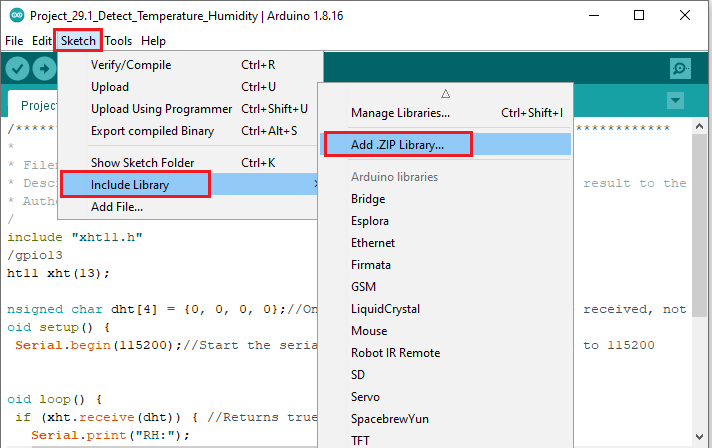 Project_29.1_Detect_Temperature_Humidity | Arduino 1.8.16
File Edit Sketch Tools Help
Verify/Compile Ctrl+R
Upload Ctrl+U
Upload Using Programmer Ctrl+Shift+U
Export compiled Binary Ctrl+Alt+S
Show Sketch Folder Ctrl+K
Include Library
Add File...
Manage Libraries... Ctrl+Shift+I
Add .ZIP Library...
Arduino libraries
Bridge
Esplora
Ethernet
Firmata
GSM
LiquidCrystal
Mouse
Robot IR Remote
SD
Servo
SpacebrewYun
TFT
Projec
/*****
**************
*
* File
* Desc
result to the
* Auth
/
include "xht11.h"
/gpio13
ht11 xht(13);
nsigned char dht[4] = {0, 0, 0, 0};//On
received, not
oid setup() {
Serial.begin(115200);//Start the seria
to 115200
oid loop() {
if (xht.receive(dht)) { //Returns true
Serial.print("RH:");